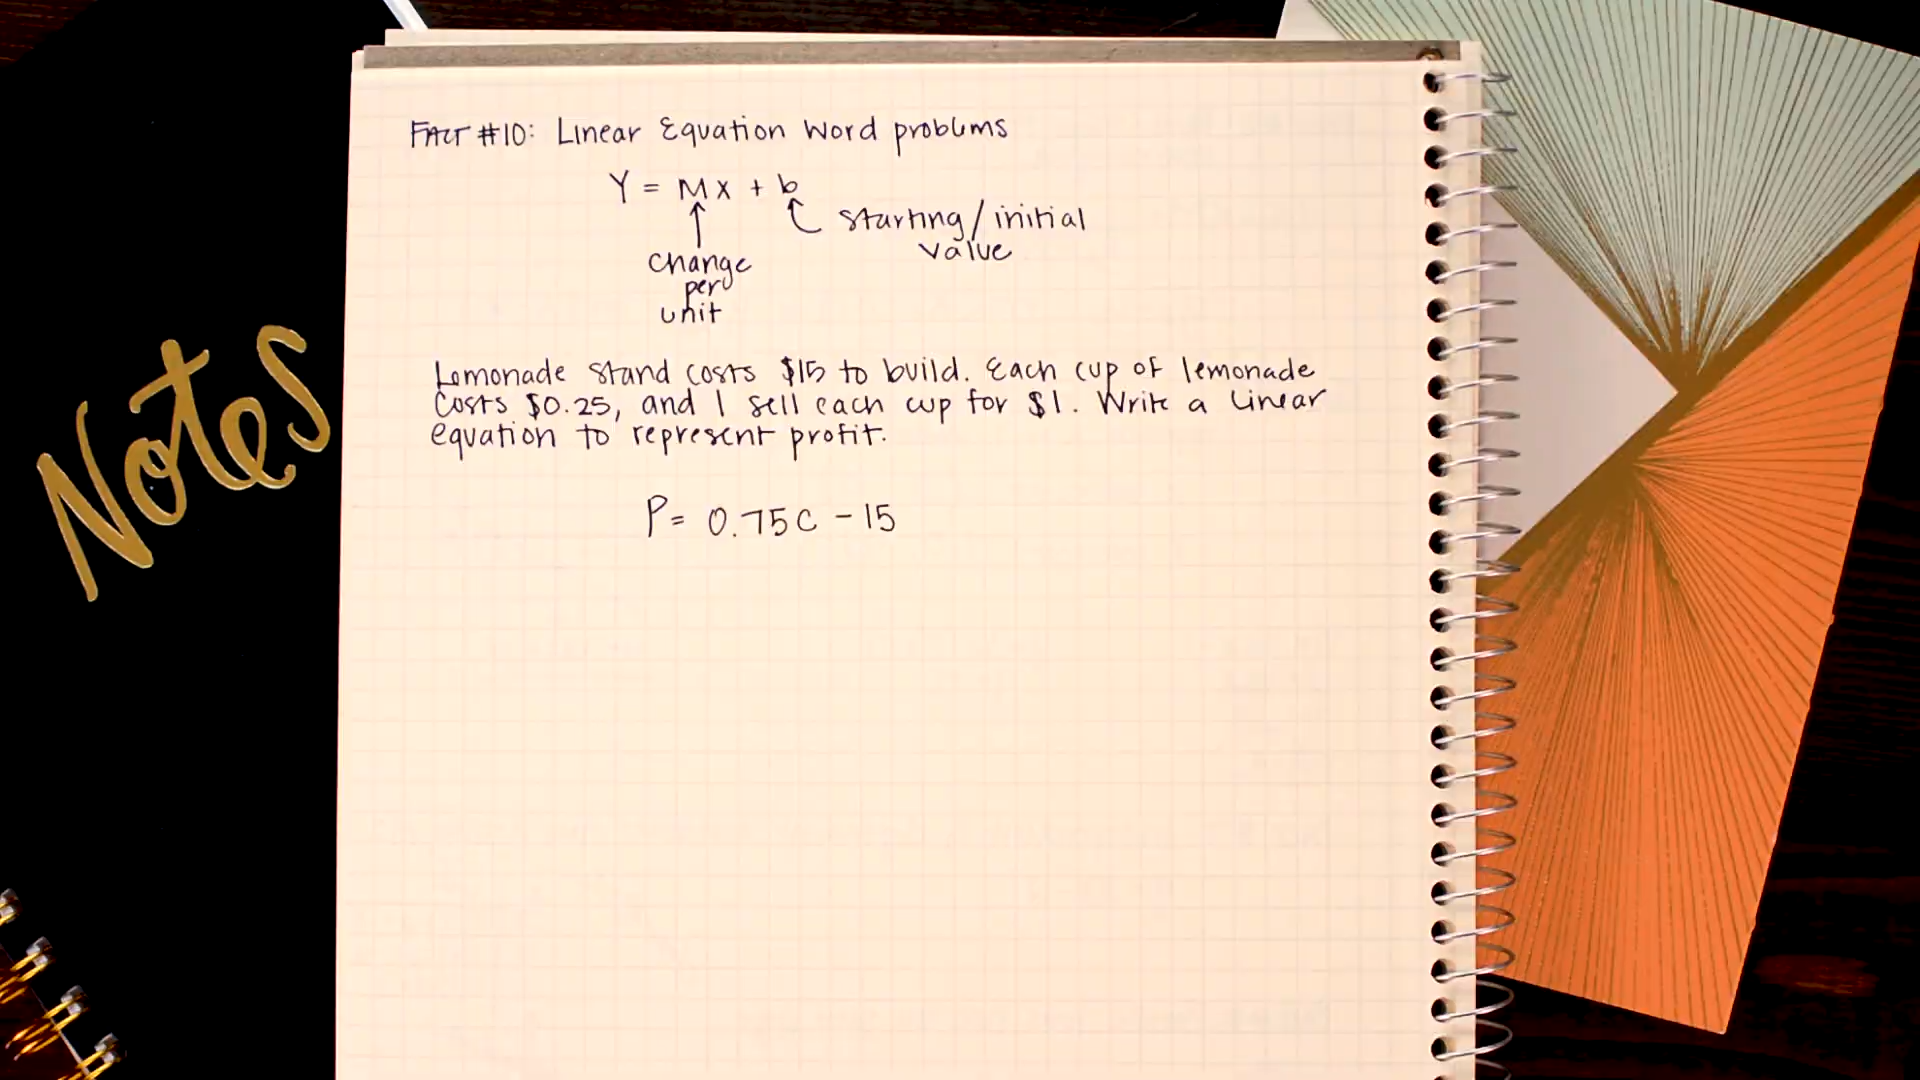 Notes
FACT #10: Linear Equation Word problems
Y = Mx + b
starting/initial
value
change
per
unit
Lemonade stand costs $15 to build. Each cup of lemonade
costs $0.25, and I sell each cup for $1. Write a linear
equation to represent profit.
P = 0.75C - 15